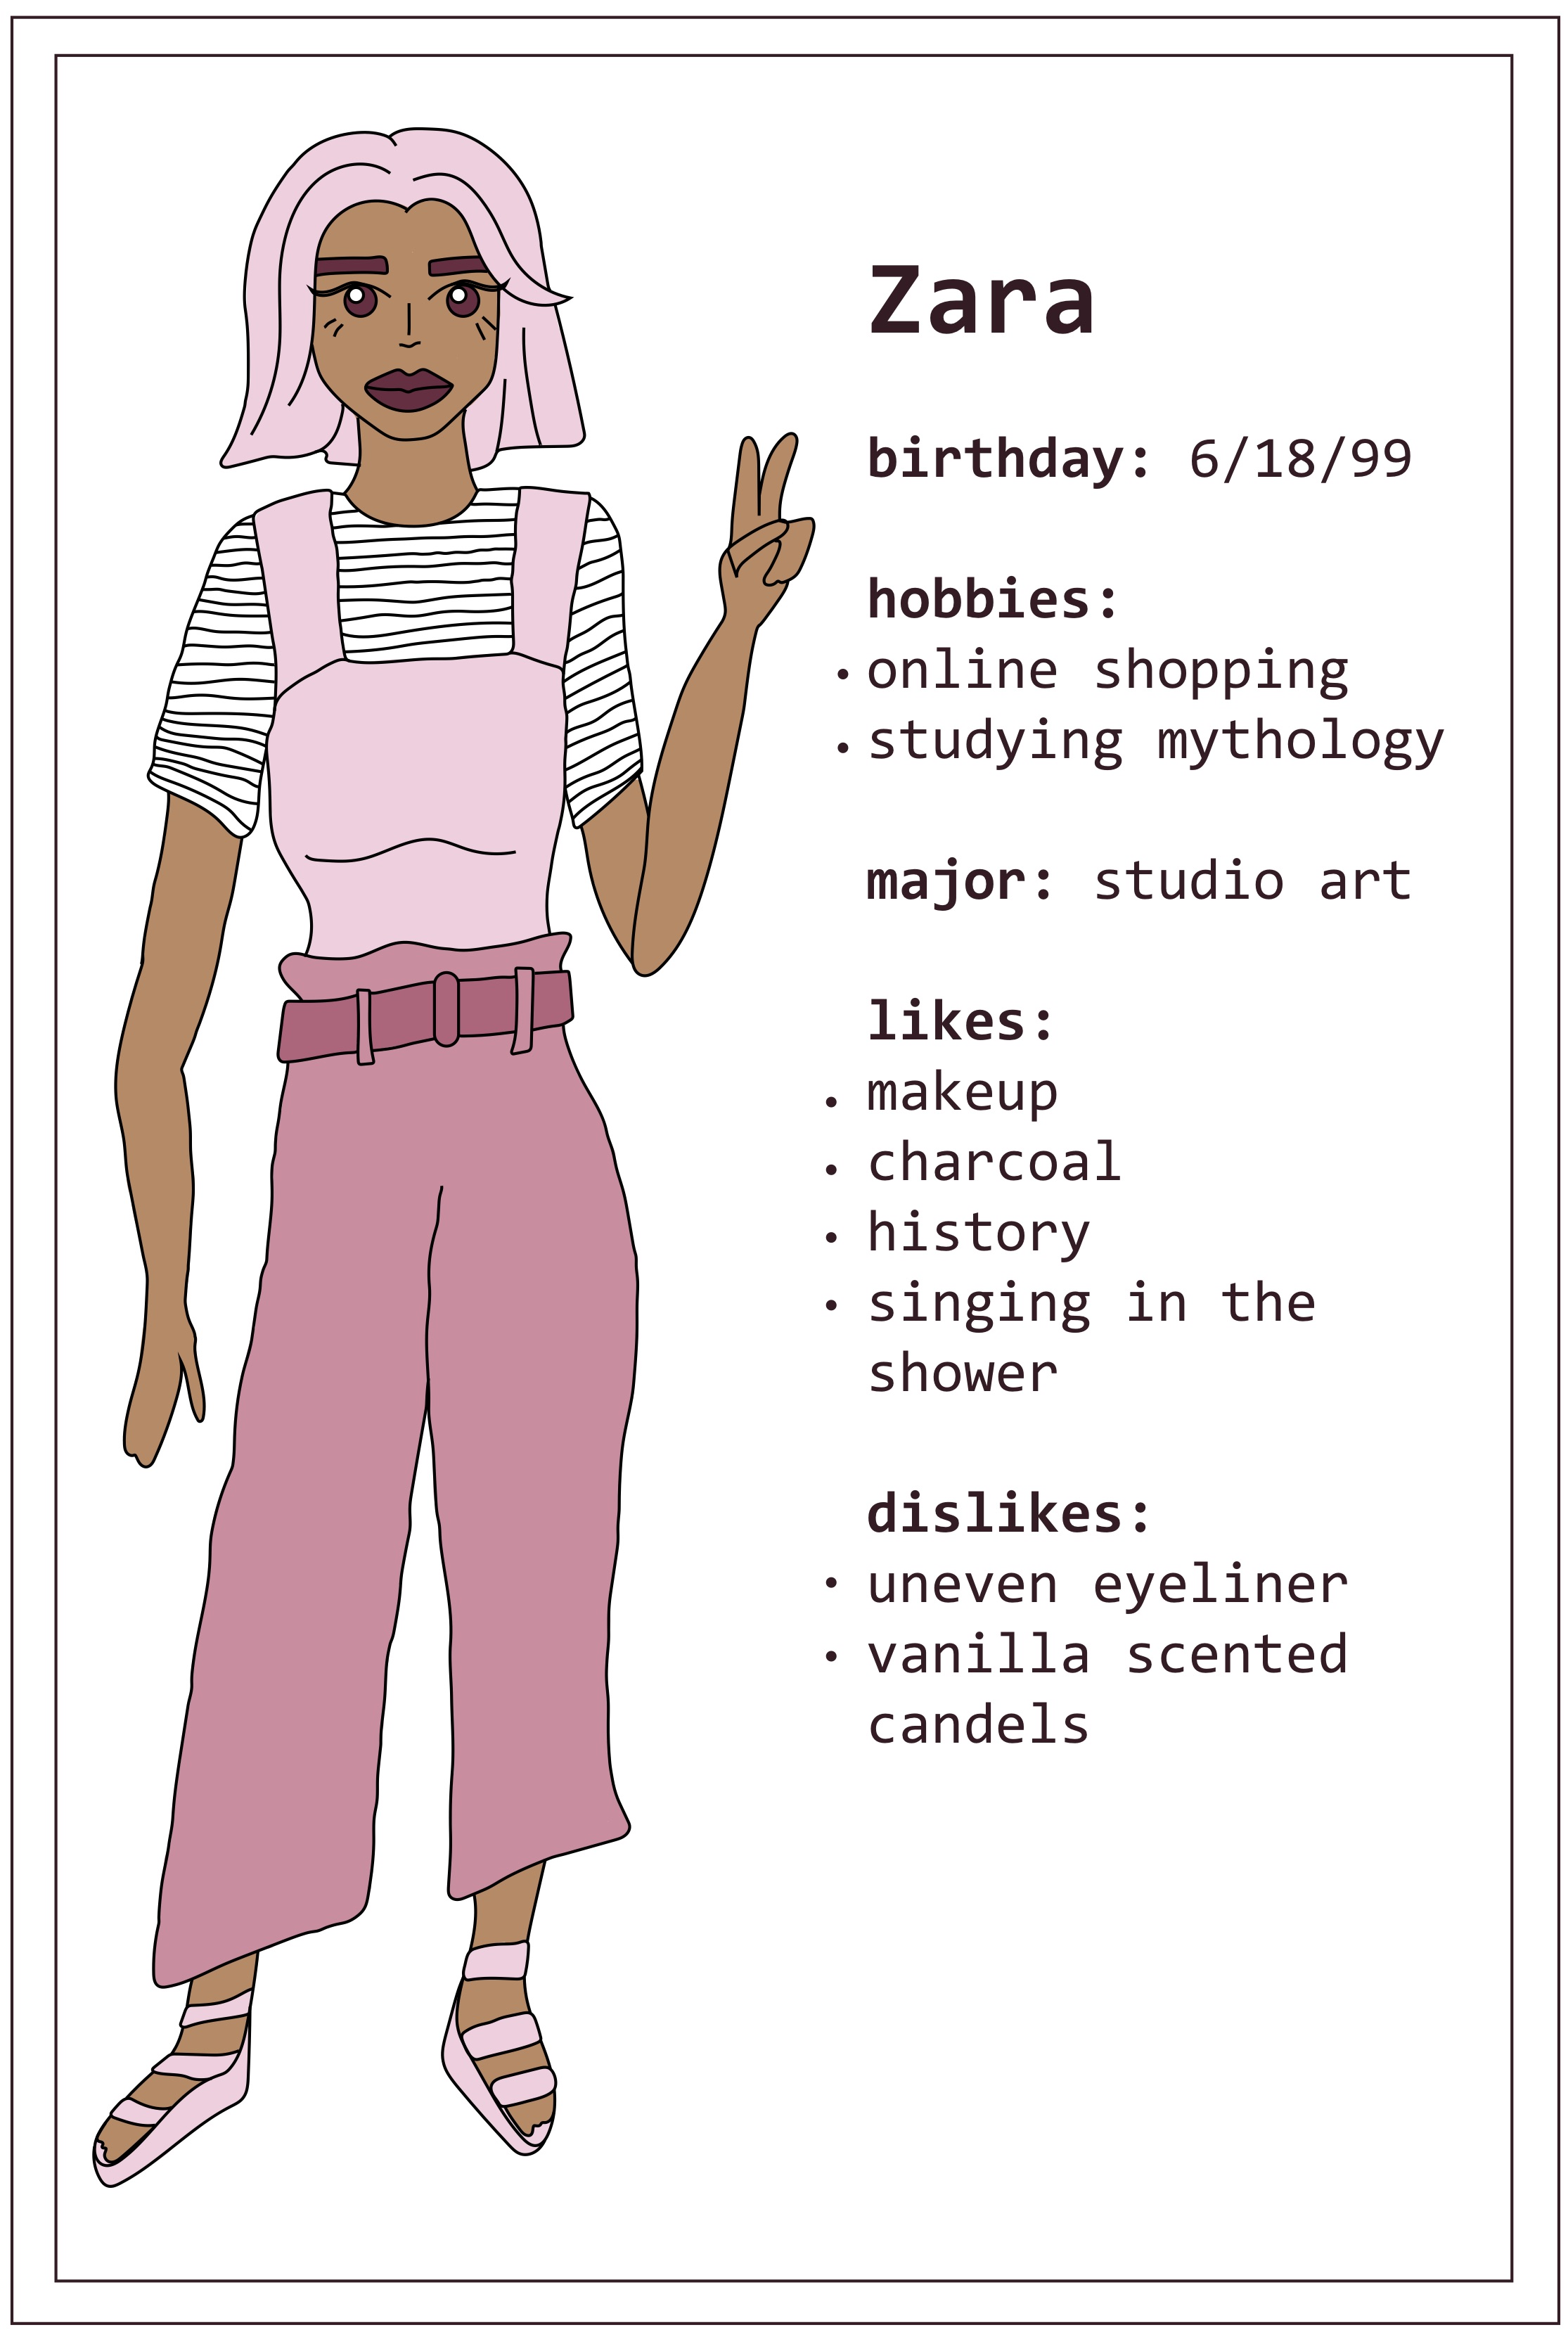 Zara
birthday: 6/18/99
hobbies:
• online shopping
• studying mythology
major: studio art
likes:
• makeup
• charcoal
• history
• singing in the
shower
dislikes:
• uneven eyeliner
• vanilla scented
candels